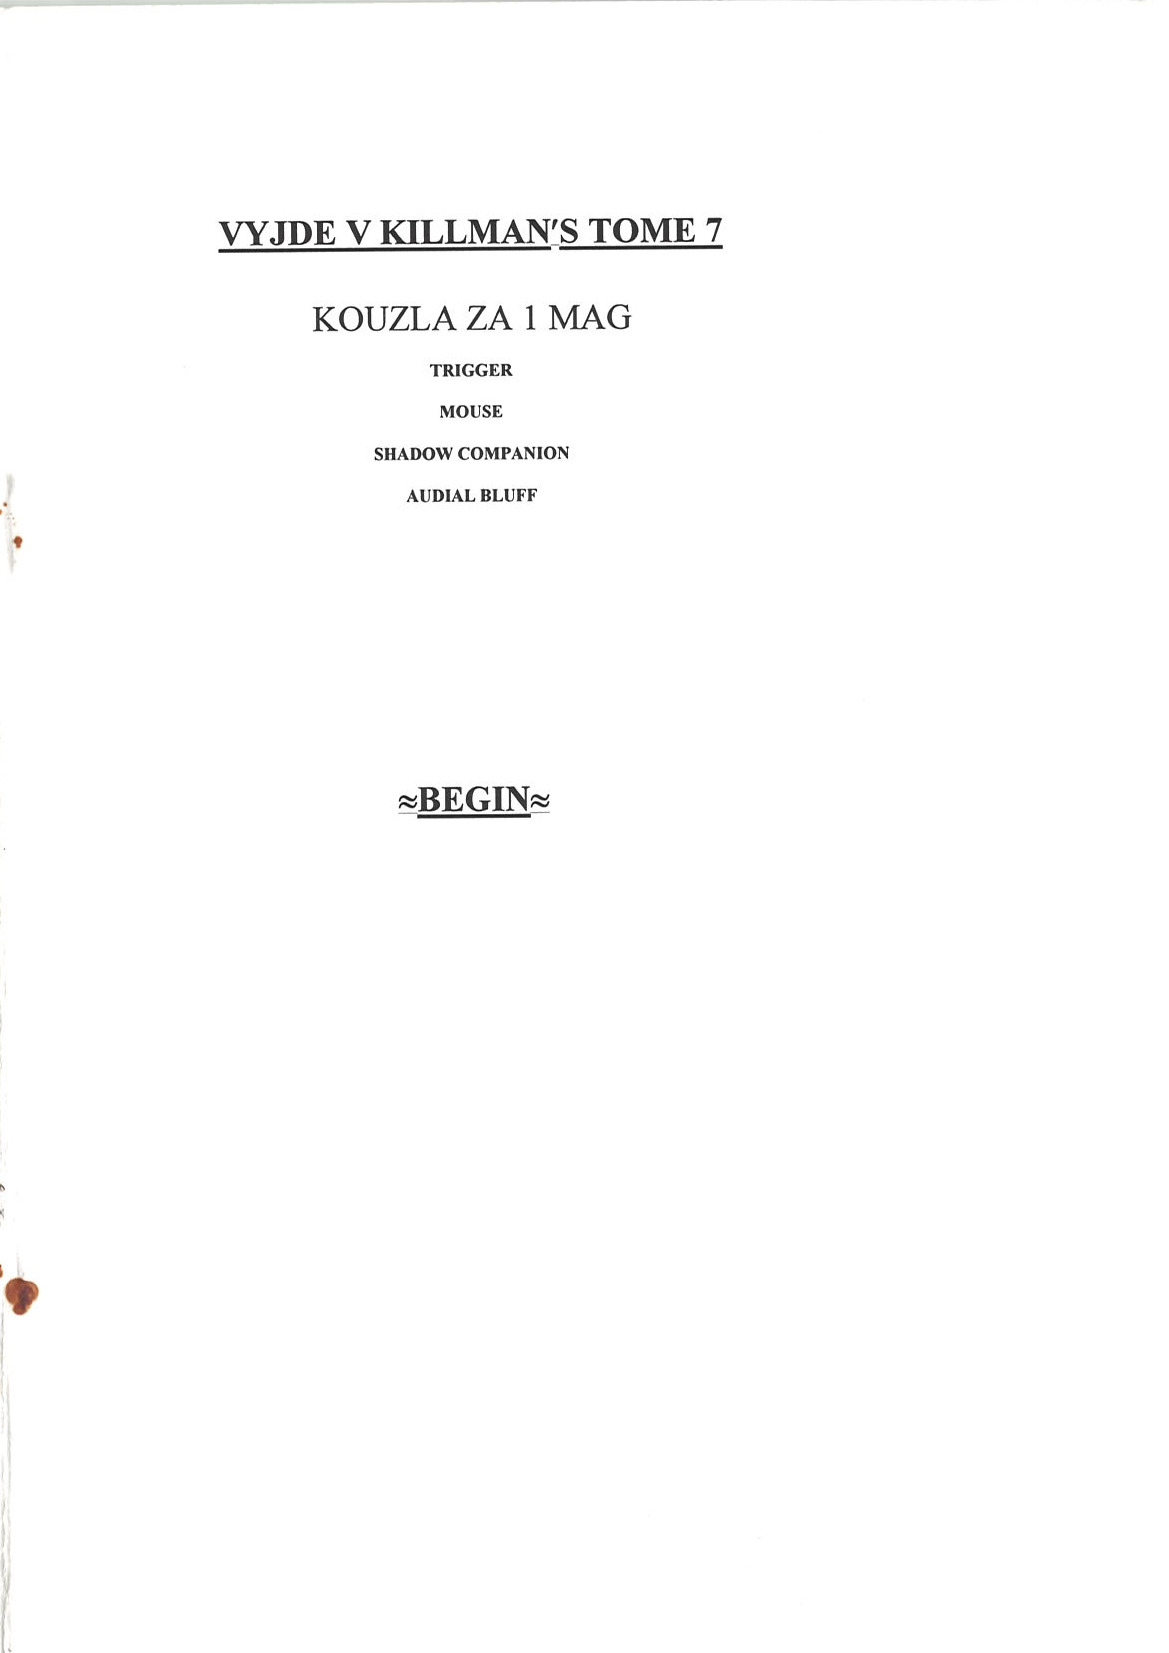 VYJDE V KILLMAN'S TOME 7
KOUZLA ZA 1 MAG
TRIGGER
MOUSE
SHADOW COMPANION
AUDIAL BLUFF
≈BEGIN≈